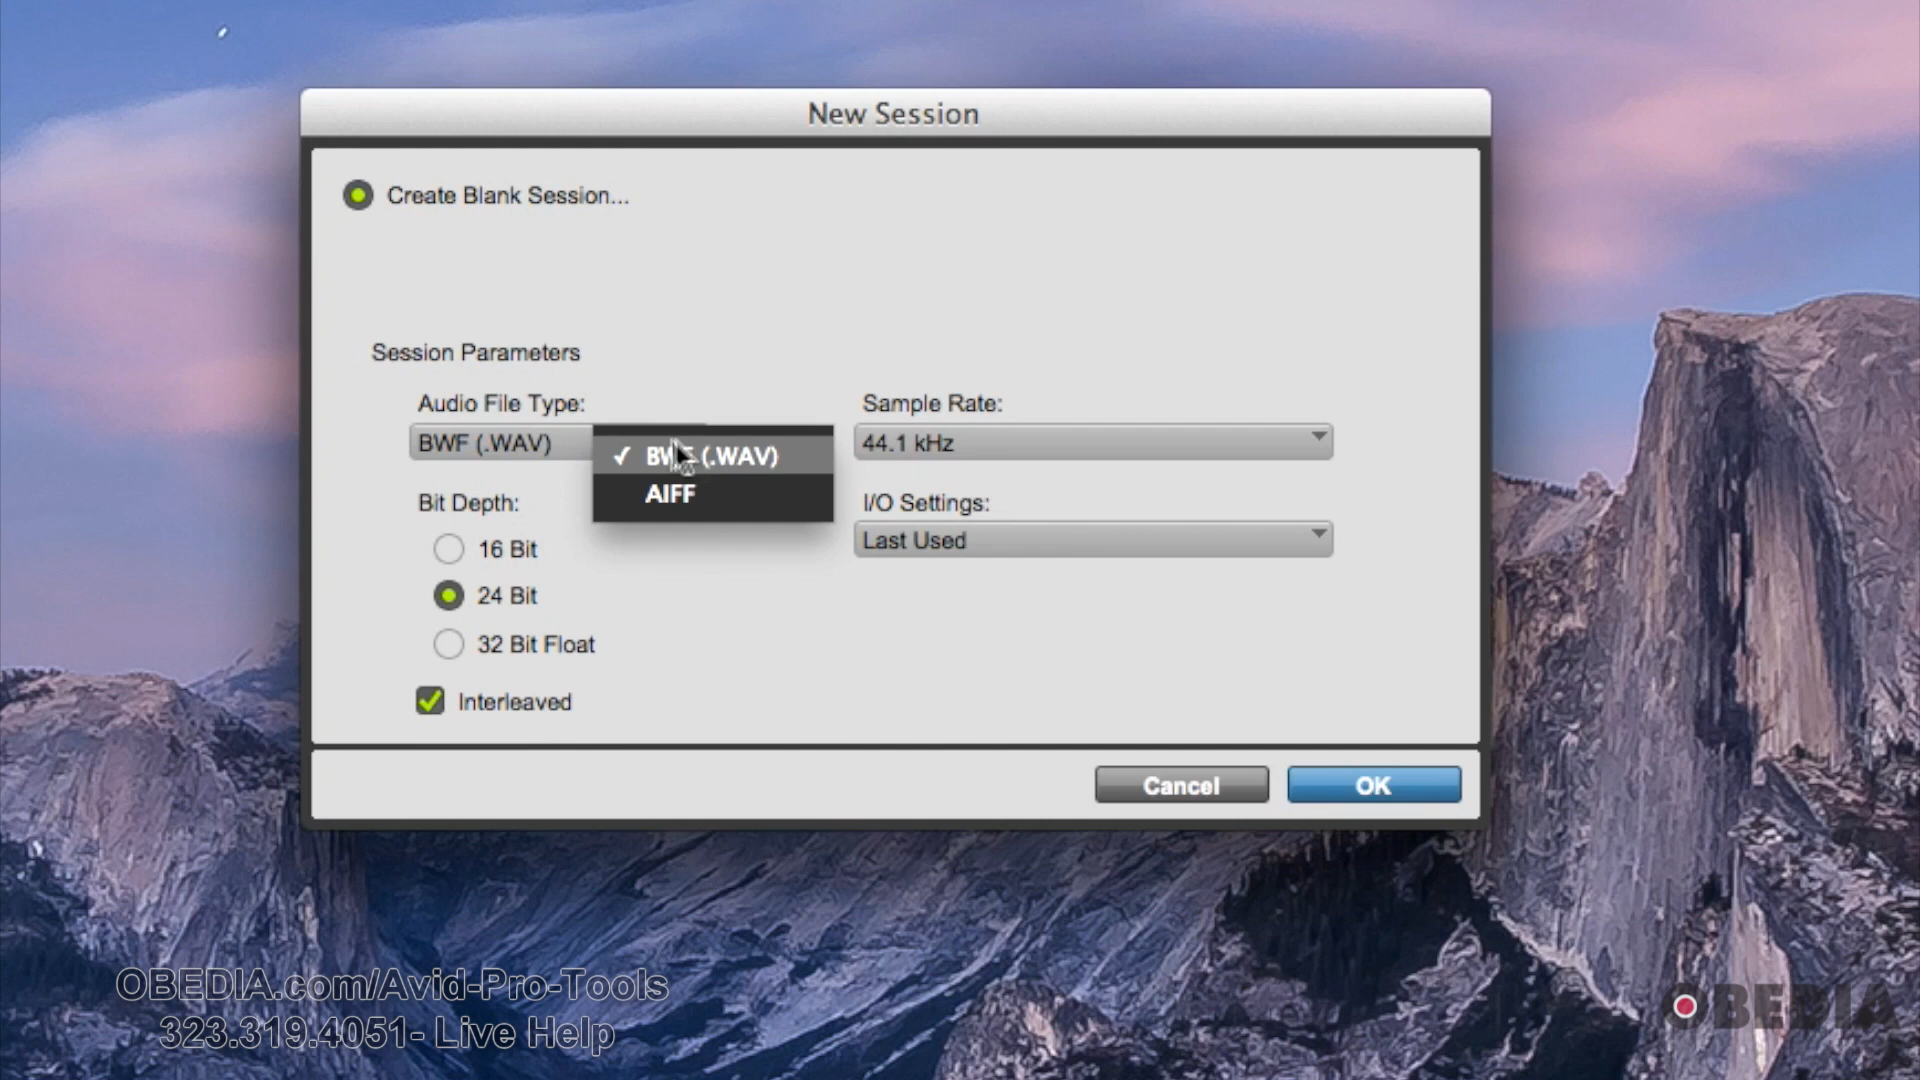 New Session
Create Blank Session...
Session Parameters
Audio File Type:
BWF (.WAV)
✓ BWF (.WAV)
AIFF
Sample Rate:
44.1 kHz
Bit Depth:
16 Bit
24 Bit
32 Bit Float
Interleaved
I/O Settings:
Last Used
Cancel
OK
OBEDIA.com/Avid-Pro-Tools
323.319.4051- Live Help
OBEDIA